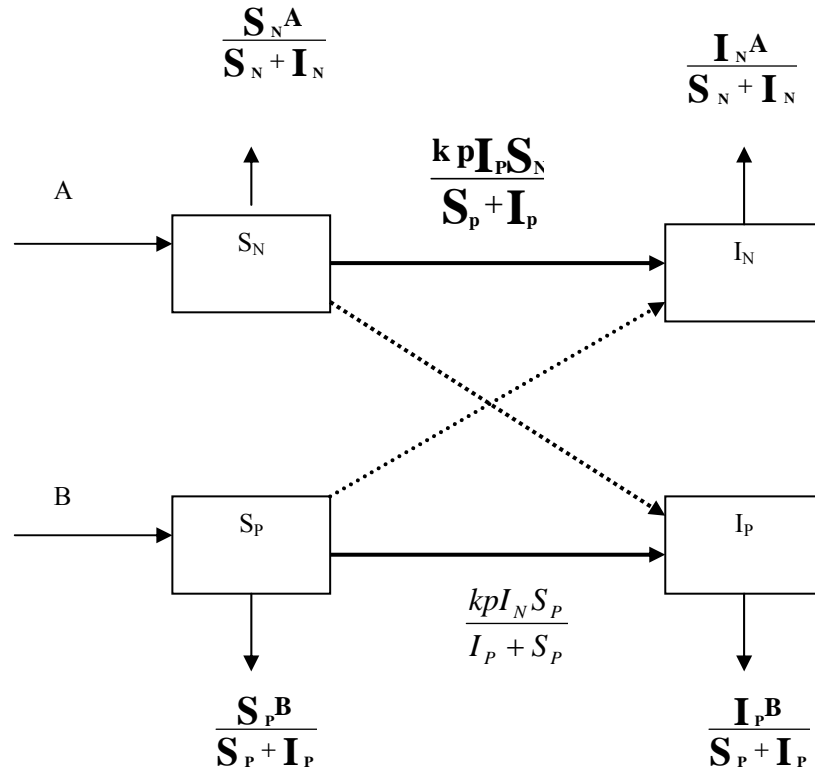 S_N A / (S_N + I_N)
I_N A / (S_N + I_N)
k p I_P S_N / (S_p + I_p)
A
S_N
I_N
B
S_P
I_P
kp I_N S_P / (I_P + S_P)
S_P B / (S_P + I_P)
I_P B / (S_P + I_P)